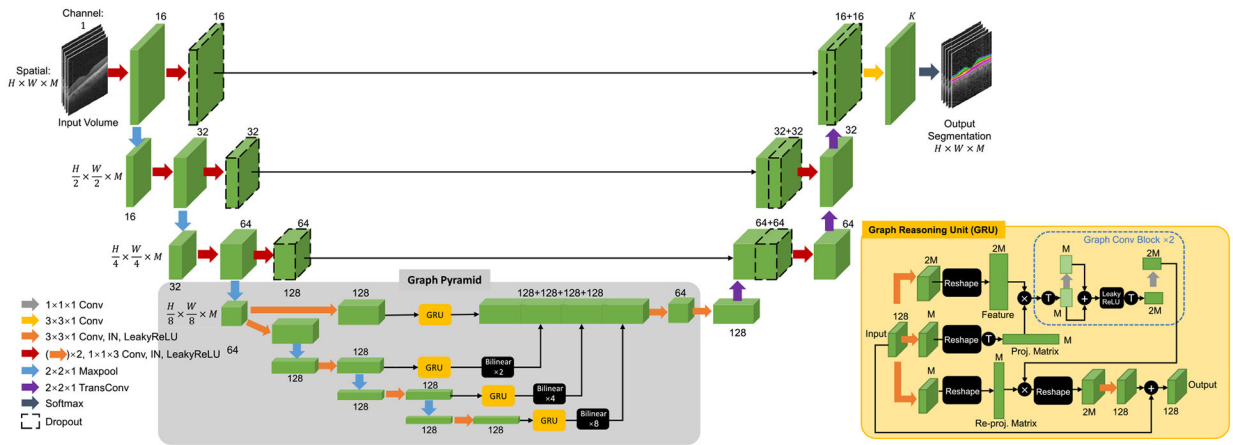 Channel:
1
16
16
16+16
K
Spatial:
H × W × M
Input Volume
Output
Segmentation
H × W × M
32
32
32+32
32
H/2 × W/2 × M
16
64
64
64+64
64
H/4 × W/4 × M
32
Graph Pyramid
128
128
128+128+128+128
64
H/8 × W/8 × M
GRU
128
64
128
128
GRU
Bilinear
×2
128
128
GRU
Bilinear
×4
128
128
GRU
Bilinear
×8
1×1×1 Conv
3×3×1 Conv
3×3×1 Conv, IN, LeakyReLU
( )×2, 1×1×3 Conv, IN, LeakyReLU
2×2×1 Maxpool
2×2×1 TransConv
Softmax
Dropout
Graph Reasoning Unit (GRU)
Graph Conv Block ×2
2M
Reshape
2M
Feature
×
T
M
M
+
Leaky
ReLU
T
2M
2M
Input
128
M
Reshape
T
Proj. Matrix
M
M
Reshape
M
Re-proj. Matrix
×
Reshape
2M
128
+
128
Output